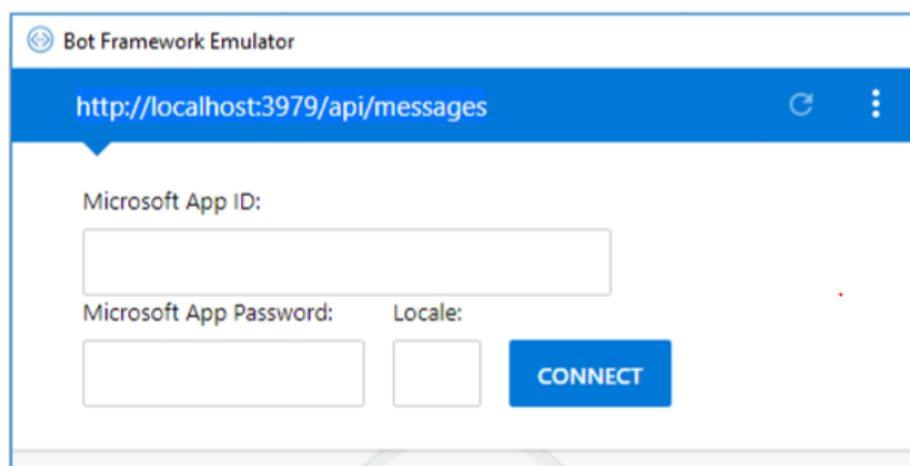 Bot Framework Emulator
http://localhost:3979/api/messages
Microsoft App ID:
Microsoft App Password: Locale:
CONNECT